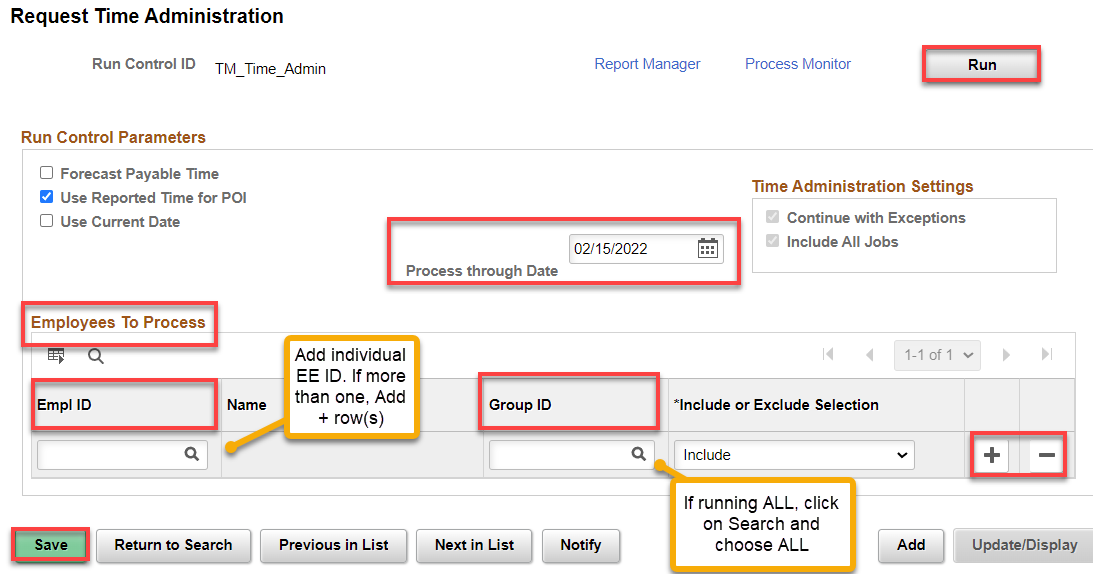 Request Time Administration
Run Control ID TM_Time_Admin Report Manager Process Monitor Run
Run Control Parameters
Forecast Payable Time
Use Reported Time for POI
Use Current Date
Process through Date 02/15/2022
Time Administration Settings
Continue with Exceptions
Include All Jobs
Employees To Process
1-1 of 1
Empl ID Name Group ID *Include or Exclude Selection
Include
Add individual
EE ID. If more
than one, Add
+ row(s)
If running ALL, click
on Search and
choose ALL
Save Return to Search Previous in List Next in List Notify Add Update/Display